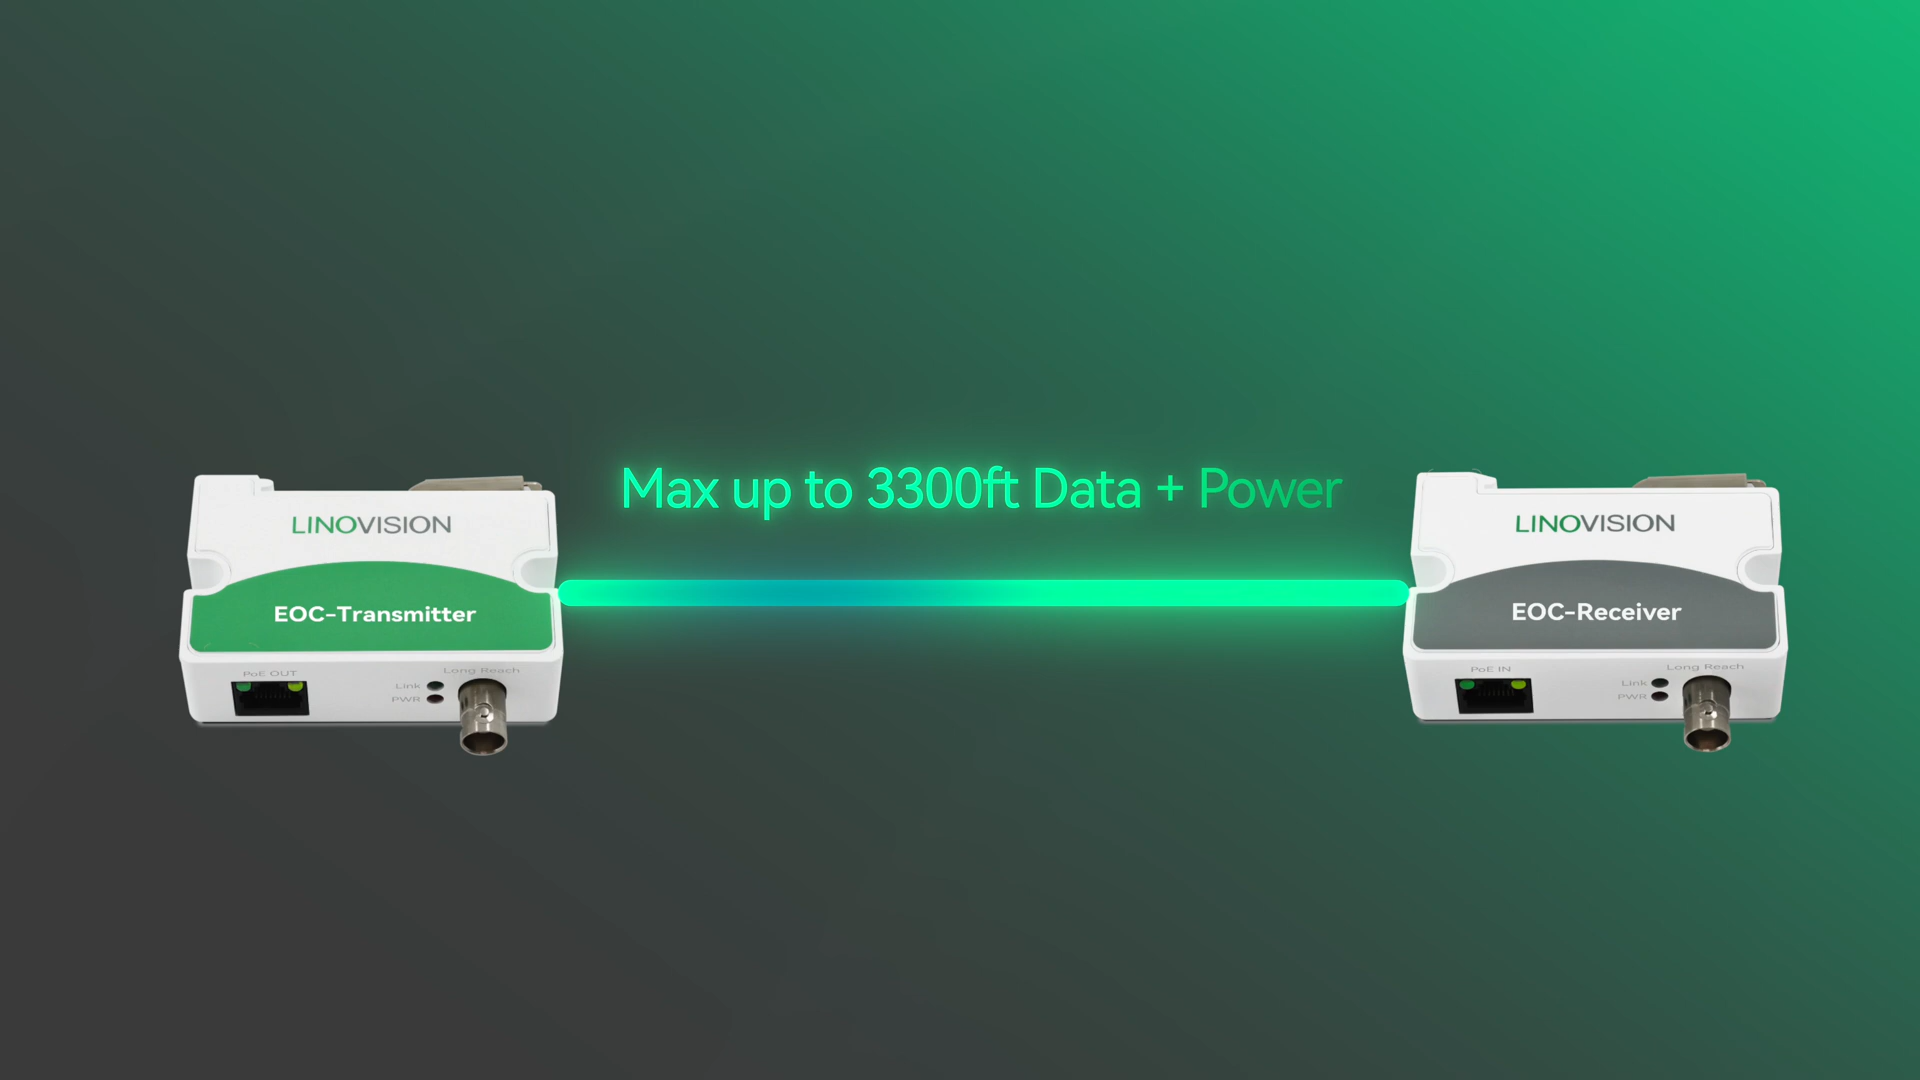 Max up to 3300ft Data + Power
LINOVISION
EOC-Transmitter
PoE OUT
Long Reach
Link
PWR
LINOVISION
EOC-Receiver
PoE IN
Long Reach
Link
PWR